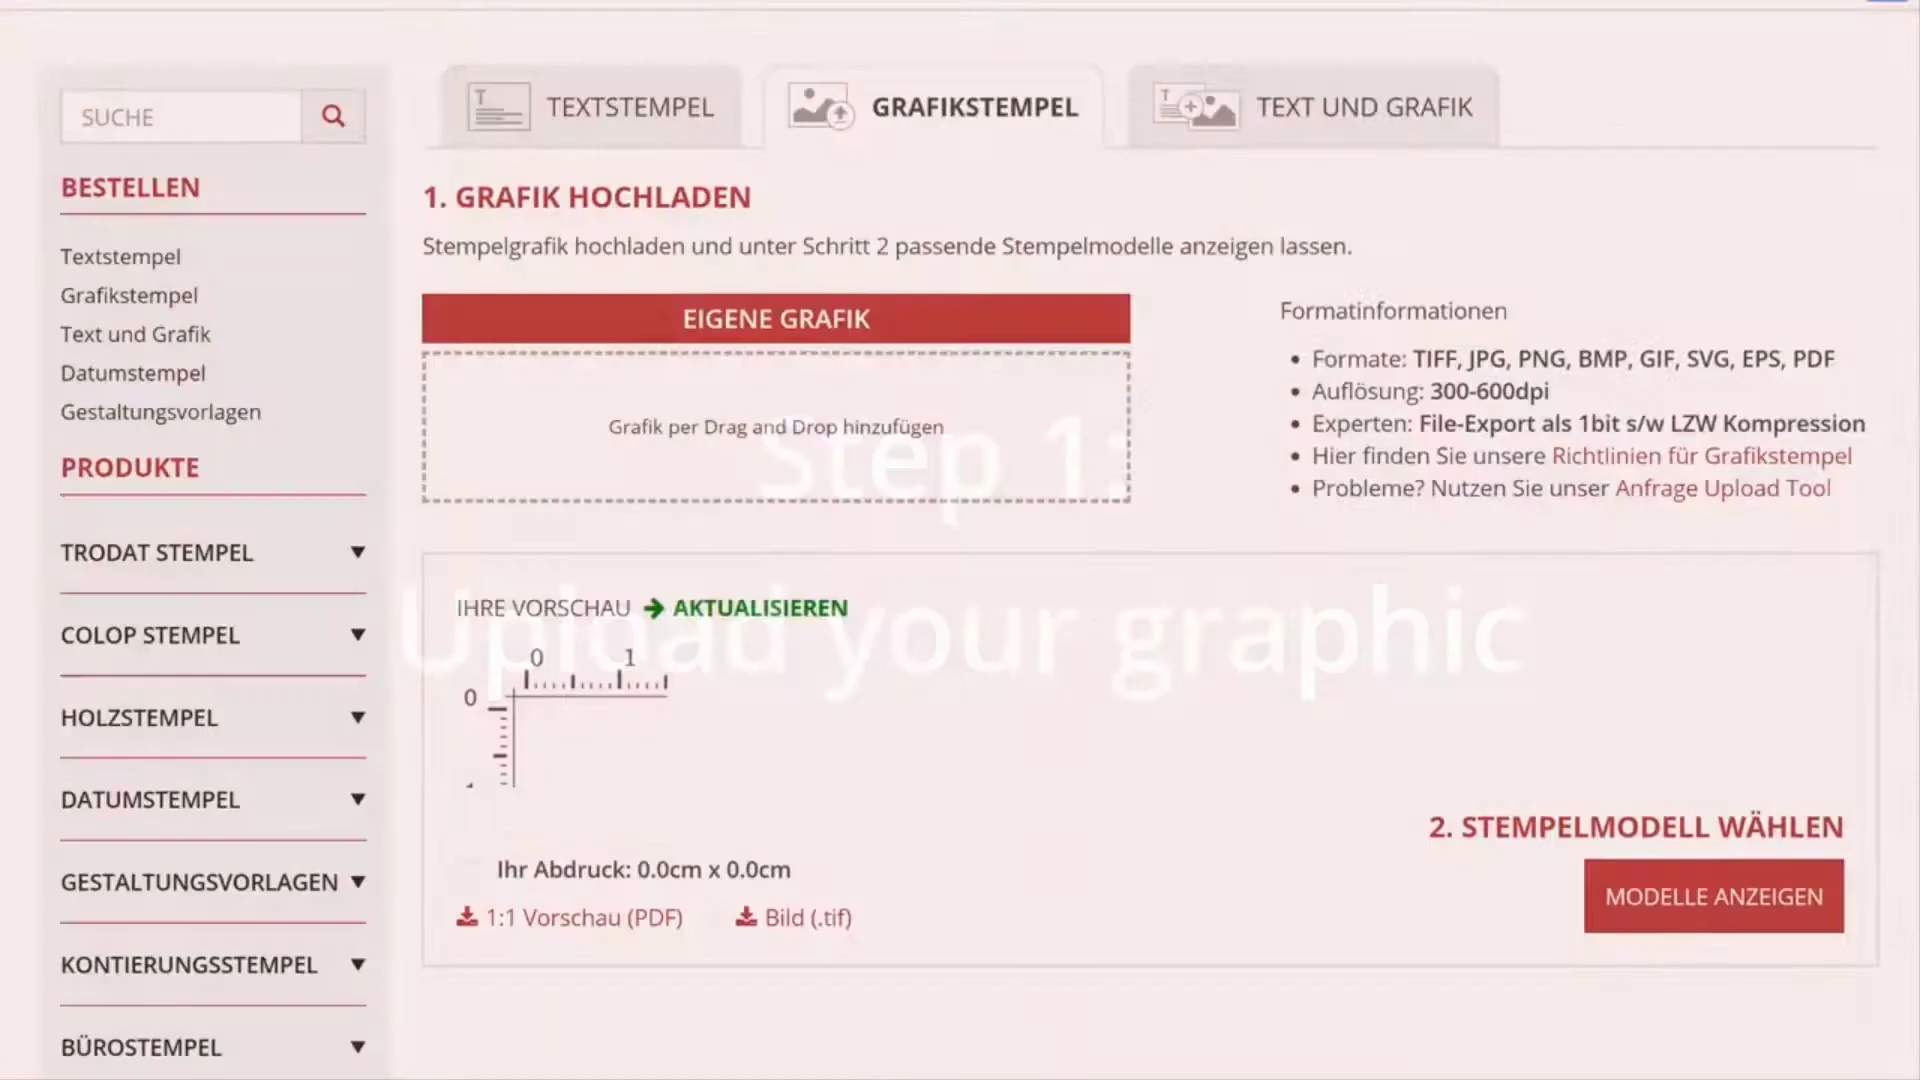 SUCHE
BESTELLEN
Textstempel
Grafikstempel
Text und Grafik
Datumstempel
Gestaltungsvorlagen
PRODUKTE
TRODAT STEMPEL
COLOP STEMPEL
HOLZSTEMPEL
DATUMSTEMPEL
GESTALTUNGSVORLAGEN
KONTIERUNGSSTEMPEL
BÜROSTEMPEL
TEXTSTEMPEL
GRAFIKSTEMPEL
TEXT UND GRAFIK
1. GRAFIK HOCHLADEN
Stempelgrafik hochladen und unter Schritt 2 passende Stempelmodelle anzeigen lassen.
EIGENE GRAFIK
Grafik per Drag and Drop hinzufügen
Formatinformationen
Formate: TIFF, JPG, PNG, BMP, GIF, SVG, EPS, PDF
Auflösung: 300-600dpi
Experten: File-Export als 1bit s/w LZW Kompression
Hier finden Sie unsere Richtlinien für Grafikstempel
Probleme? Nutzen Sie unser Anfrage Upload Tool
Step 1:
Upload your graphic
IHRE VORSCHAU AKTUALISIEREN
0 1
0
Ihr Abdruck: 0.0cm x 0.0cm
1:1 Vorschau (PDF) Bild (.tif)
2. STEMPELMODELL WÄHLEN
MODELLE ANZEIGEN